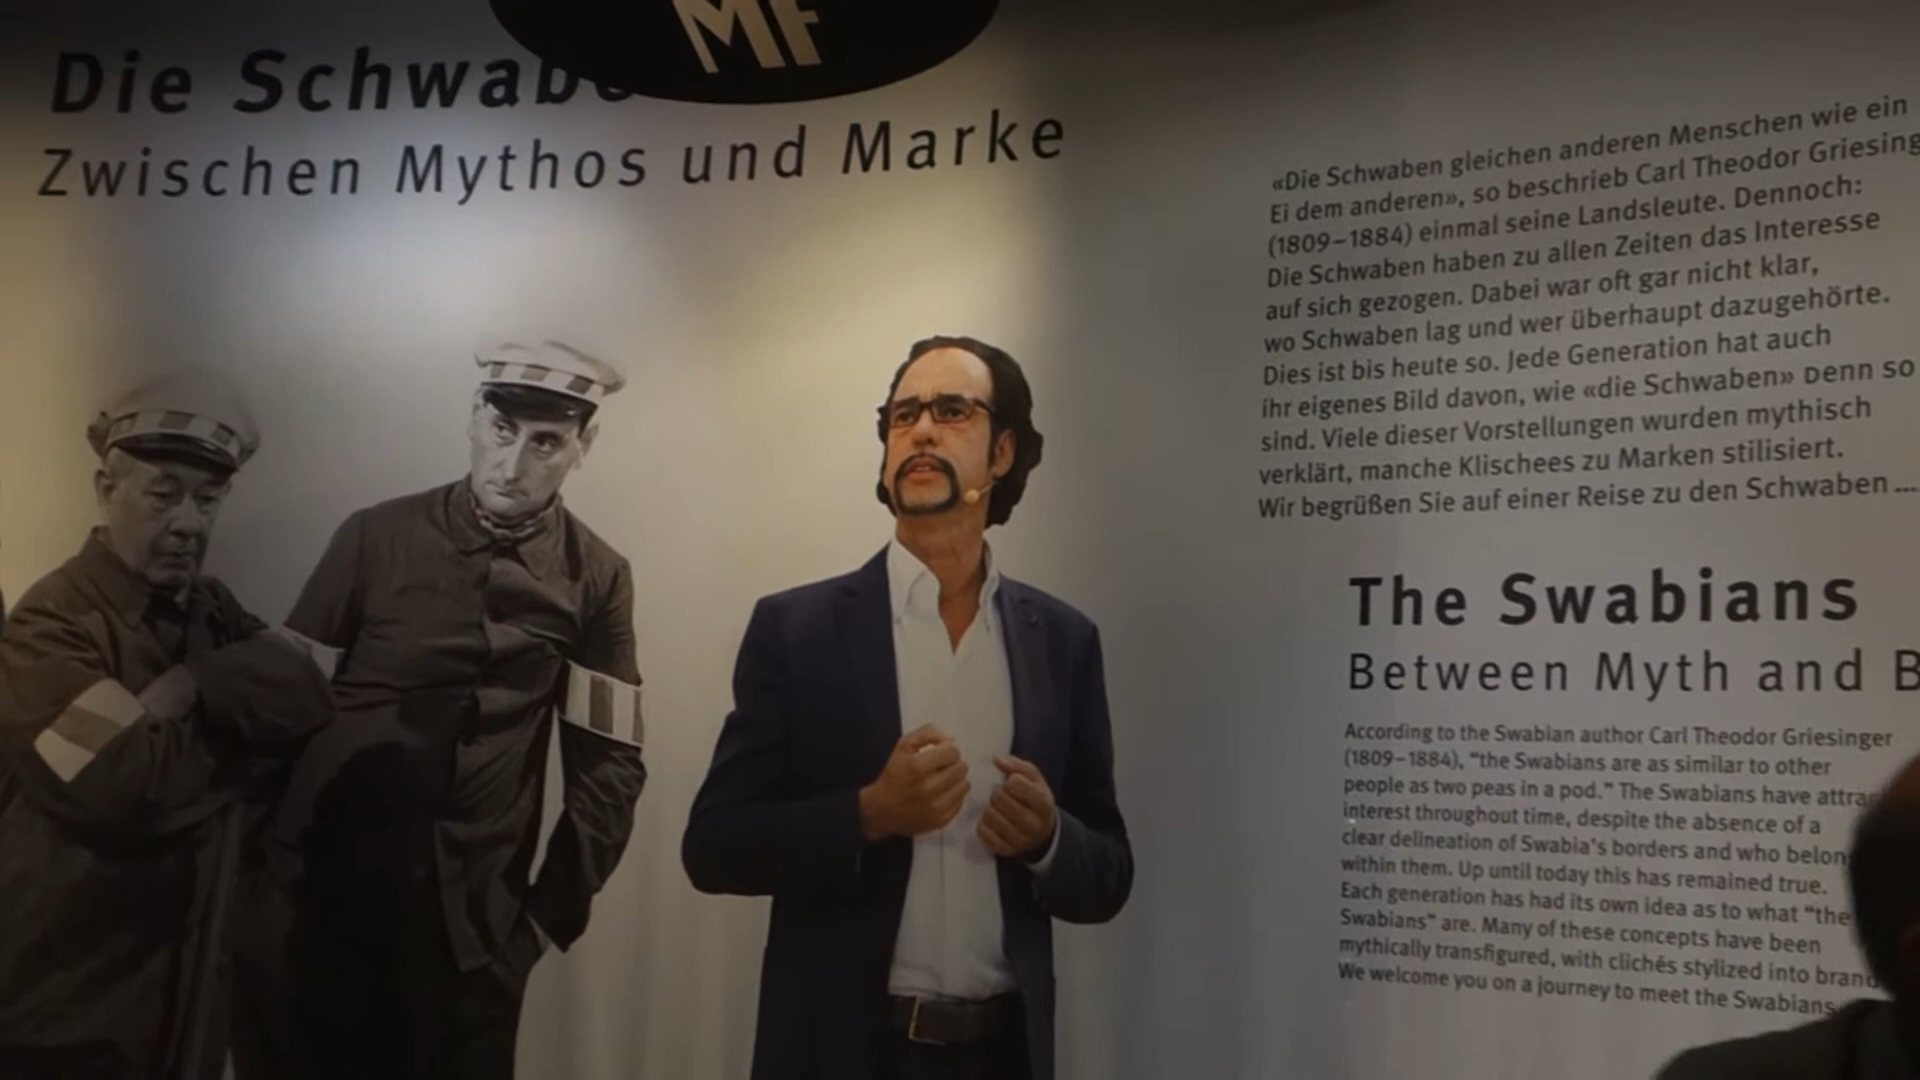 MF
Die Schwab
Zwischen Mythos und Marke
«Die Schwaben gleichen anderen Menschen wie ein
Ei dem anderen», so beschrieb Carl Theodor Griesing
(1809–1884) einmal seine Landsleute. Dennoch:
Die Schwaben haben zu allen Zeiten das Interesse
auf sich gezogen. Dabei war oft gar nicht klar,
wo Schwaben lag und wer überhaupt dazugehörte.
Dies ist bis heute so. Jede Generation hat auch
ihr eigenes Bild davon, wie «die Schwaben» Denn so
sind. Viele dieser Vorstellungen wurden mythisch
verklärt, manche Klischees zu Marken stilisiert.
Wir begrüßen Sie auf einer Reise zu den Schwaben ...
The Swabians
Between Myth and B
According to the Swabian author Carl Theodor Griesinger
(1809–1884), "the Swabians are as similar to other
people as two peas in a pod." The Swabians have attrac
interest throughout time, despite the absence of a
clear delineation of Swabia's borders and who belon
within them. Up until today this has remained true.
Each generation has had its own idea as to what "the
Swabians" are. Many of these concepts have been
mythically transfigured, with clichés stylized into brand
We welcome you on a journey to meet the Swabians